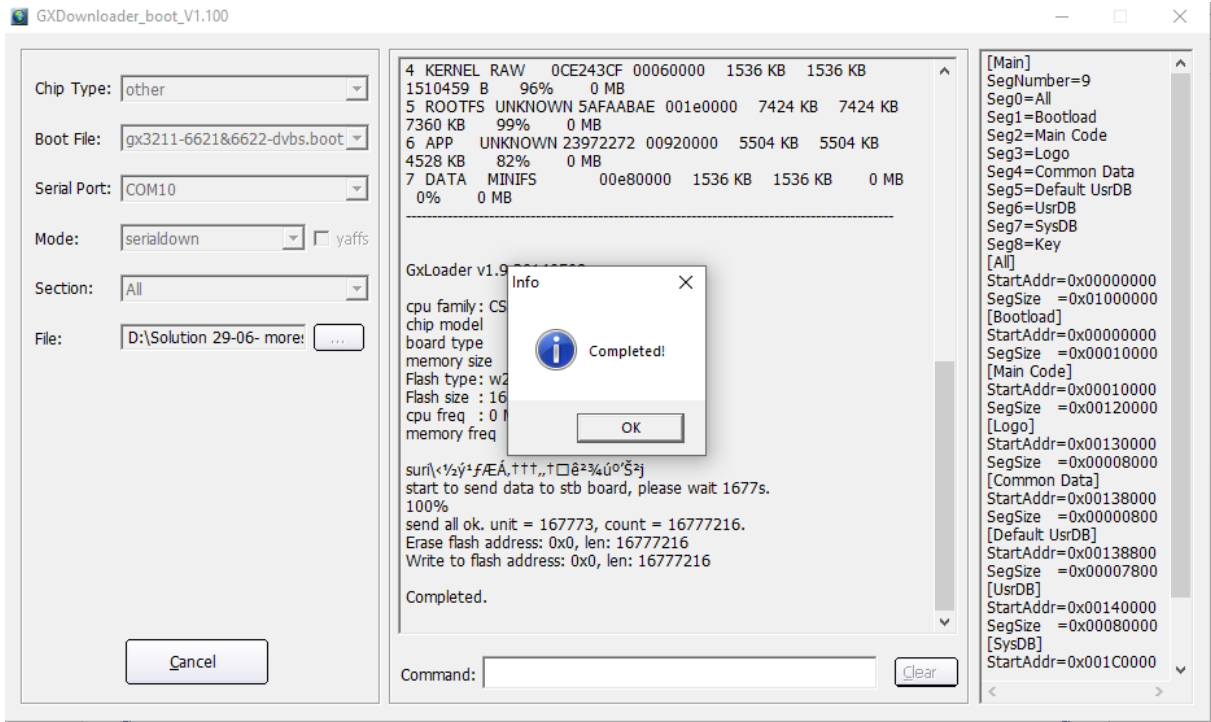 GXDownloader_boot_V1.100
Chip Type: other
Boot File: gx3211-6621&6622-dvbs.boot
Serial Port: COM10
Mode: serialdown yaffs
Section: All
File: D:\Solution 29-06- more: ...
Cancel
4 KERNEL RAW 0CE243CF 00060000 1536 KB 1536 KB
1510459 B 96% 0 MB
5 ROOTFS UNKNOWN 5AFAABAE 001e0000 7424 KB 7424 KB
7360 KB 99% 0 MB
6 APP UNKNOWN 23972272 00920000 5504 KB 5504 KB
4528 KB 82% 0 MB
7 DATA MINIFS 00e80000 1536 KB 1536 KB 0 MB
0% 0 MB
GxLoader v1.9
cpu family : CS
chip model
board type
memory size
Flash type : w2
Flash size : 16
cpu freq : 0
memory freq
start to send data to stb board, please wait 1677s.
100%
send all ok. unit = 167773, count = 16777216.
Erase flash address: 0x0, len: 16777216
Write to flash address: 0x0, len: 16777216
Completed.
Command:
Clear
Info
Completed!
OK
[Main]
SegNumber=9
Seg0=All
Seg1=Bootload
Seg2=Main Code
Seg3=Logo
Seg4=Common Data
Seg5=Default UsrDB
Seg6=UsrDB
Seg7=SysDB
Seg8=Key
[All]
StartAddr=0x00000000
SegSize =0x01000000
[Bootload]
StartAddr=0x00000000
SegSize =0x00010000
[Main Code]
StartAddr=0x00010000
SegSize =0x00120000
[Logo]
StartAddr=0x00130000
SegSize =0x00008000
[Common Data]
StartAddr=0x00138000
SegSize =0x00000800
[Default UsrDB]
StartAddr=0x00138800
SegSize =0x00007800
[UsrDB]
StartAddr=0x00140000
SegSize =0x00080000
[SysDB]
StartAddr=0x001C0000